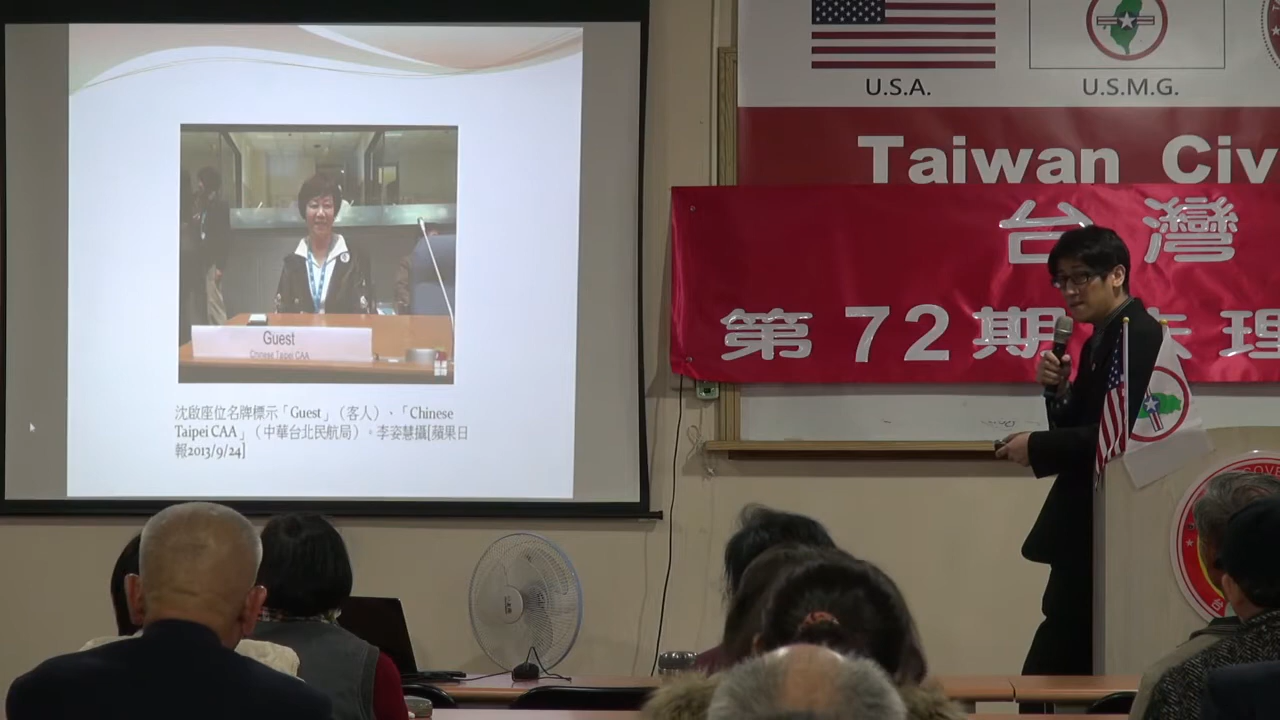 Guest
Chinese Taipei CAA
沈啟座位名牌標示「Guest」（客人）、「Chinese
Taipei CAA」（中華台北民航局）。李姿慧攝[蘋果日
報2013/9/24]
U.S.A.
U.S.M.G.
Taiwan Civ
台灣
第72期法理